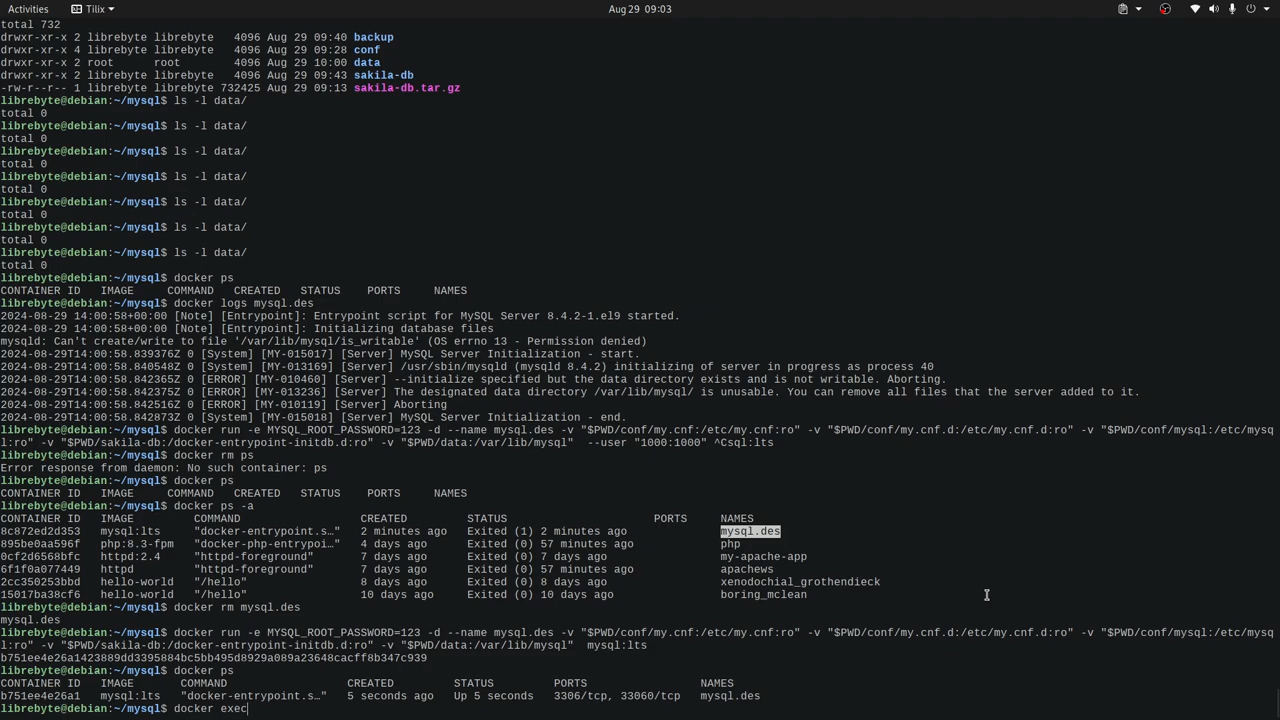 Activities Tilix Aug 29 09:03
total 732
drwxr-xr-x 2 librebyte librebyte 4096 Aug 29 09:40 backup
drwxr-xr-x 4 librebyte librebyte 4096 Aug 29 09:28 conf
drwxr-xr-x 2 root root 4096 Aug 29 10:00 data
drwxr-xr-x 2 librebyte librebyte 4096 Aug 29 09:43 sakila-db
-rw-r--r-- 1 librebyte librebyte 732425 Aug 29 09:13 sakila-db.tar.gz
librebyte@debian:~/mysql$ ls -l data/
total 0
librebyte@debian:~/mysql$ ls -l data/
total 0
librebyte@debian:~/mysql$ ls -l data/
total 0
librebyte@debian:~/mysql$ ls -l data/
total 0
librebyte@debian:~/mysql$ ls -l data/
total 0
librebyte@debian:~/mysql$ ls -l data/
total 0
librebyte@debian:~/mysql$ ls -l data/
total 0
librebyte@debian:~/mysql$ docker ps
CONTAINER ID IMAGE COMMAND CREATED STATUS PORTS NAMES
librebyte@debian:~/mysql$ docker logs mysql.des
2024-08-29 14:00:58+00:00 [Note] [Entrypoint]: Entrypoint script for MySQL Server 8.4.2-1.el9 started.
2024-08-29 14:00:58+00:00 [Note] [Entrypoint]: Initializing database files
mysqld: Can't create/write to file '/var/lib/mysql/is_writable' (OS errno 13 - Permission denied)
2024-08-29T14:00:58.839376Z 0 [System] [MY-015017] [Server] MySQL Server Initialization - start.
2024-08-29T14:00:58.840548Z 0 [System] [MY-013169] [Server] /usr/sbin/mysqld (mysqld 8.4.2) initializing of server in progress as process 40
2024-08-29T14:00:58.842365Z 0 [ERROR] [MY-010460] [Server] --initialize specified but the data directory exists and is not writable. Aborting.
2024-08-29T14:00:58.842371Z 0 [ERROR] [MY-013236] [Server] The designated data directory /var/lib/mysql/ is unusable. You can remove all files that the server added to it.
2024-08-29T14:00:58.842516Z 0 [ERROR] [MY-010119] [Server] Aborting
2024-08-29T14:00:58.842873Z 0 [System] [MY-015018] [Server] MySQL Server Initialization - end.
librebyte@debian:~/mysql$ docker run -e MYSQL_ROOT_PASSWORD=123 -d --name mysql.des -v "$PWD/conf/my.cnf:/etc/my.cnf:ro" -v "$PWD/conf/my.cnf.d:/etc/my.cnf.d:ro" -v "$PWD/conf/mysql:/etc/mysq
l:ro" -v "$PWD/sakila-db:/docker-entrypoint-initdb.d:ro" -v "$PWD/data:/var/lib/mysql" --user "1000:1000" ^Csql:lts
librebyte@debian:~/mysql$ docker rm ps
Error response from daemon: No such container: ps
librebyte@debian:~/mysql$ docker ps
CONTAINER ID IMAGE COMMAND CREATED STATUS PORTS NAMES
librebyte@debian:~/mysql$ docker ps -a
CONTAINER ID IMAGE COMMAND CREATED STATUS PORTS NAMES
8c872ed2d353 mysql:lts "docker-entrypoint.s…" 2 minutes ago Exited (1) 2 minutes ago mysql.des
895be0aa596f php:8.3-fpm "docker-php-entrypoi…" 4 days ago Exited (0) 57 minutes ago php
0cf2d6568bfc httpd:2.4 "httpd-foreground" 7 days ago Exited (0) 7 days ago my-apache-app
6f1f0a077449 httpd "httpd-foreground" 7 days ago Exited (0) 57 minutes ago apachews
2cc350253bbd hello-world "/hello" 8 days ago Exited (0) 8 days ago xenodochial_grothendieck
15017ba38cf6 hello-world "/hello" 10 days ago Exited (0) 10 days ago boring_mclean
librebyte@debian:~/mysql$ docker rm mysql.des
mysql.des
librebyte@debian:~/mysql$ docker run -e MYSQL_ROOT_PASSWORD=123 -d --name mysql.des -v "$PWD/conf/my.cnf:/etc/my.cnf:ro" -v "$PWD/conf/my.cnf.d:/etc/my.cnf.d:ro" -v "$PWD/conf/mysql:/etc/mysq
l:ro" -v "$PWD/sakila-db:/docker-entrypoint-initdb.d:ro" -v "$PWD/data:/var/lib/mysql" mysql:lts
b751ee4e26a1423889dd3395884bc5bb495d8929a089a23648cacff8b347c939
librebyte@debian:~/mysql$ docker ps
CONTAINER ID IMAGE COMMAND CREATED STATUS PORTS NAMES
b751ee4e26a1 mysql:lts "docker-entrypoint.s…" 5 seconds ago Up 5 seconds 3306/tcp, 33060/tcp mysql.des
librebyte@debian:~/mysql$ docker exec